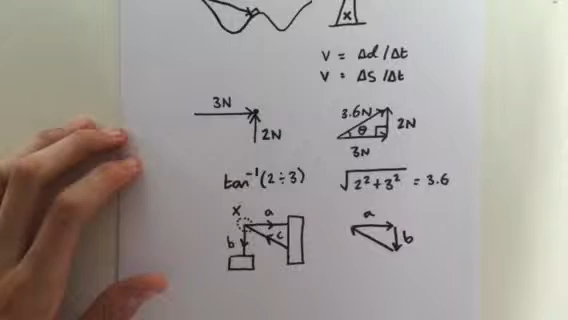 x
V = Δd/Δt
V = Δs/Δt
3N
2N
3.6N
2N
θ
3N
tan⁻¹(2÷3)
√2²+3² = 3.6
x
a
b
c
a
b